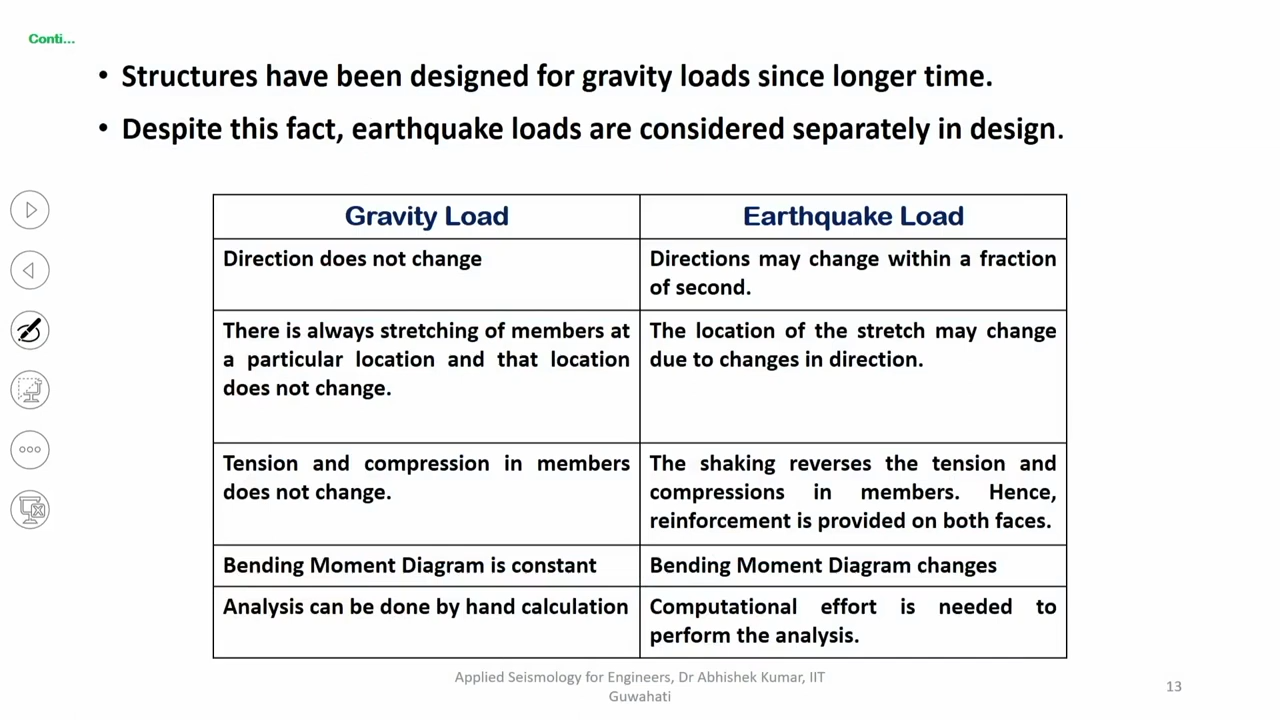 Conti...
• Structures have been designed for gravity loads since longer time.
• Despite this fact, earthquake loads are considered separately in design.
Gravity Load
Earthquake Load
Direction does not change
Directions may change within a fraction
of second.
There is always stretching of members at
a particular location and that location
does not change.
The location of the stretch may change
due to changes in direction.
Tension and compression in members
does not change.
The shaking reverses the tension and
compressions in members. Hence,
reinforcement is provided on both faces.
Bending Moment Diagram is constant
Bending Moment Diagram changes
Analysis can be done by hand calculation
Computational effort is needed to
perform the analysis.
Applied Seismology for Engineers, Dr Abhishek Kumar, IIT
Guwahati
13